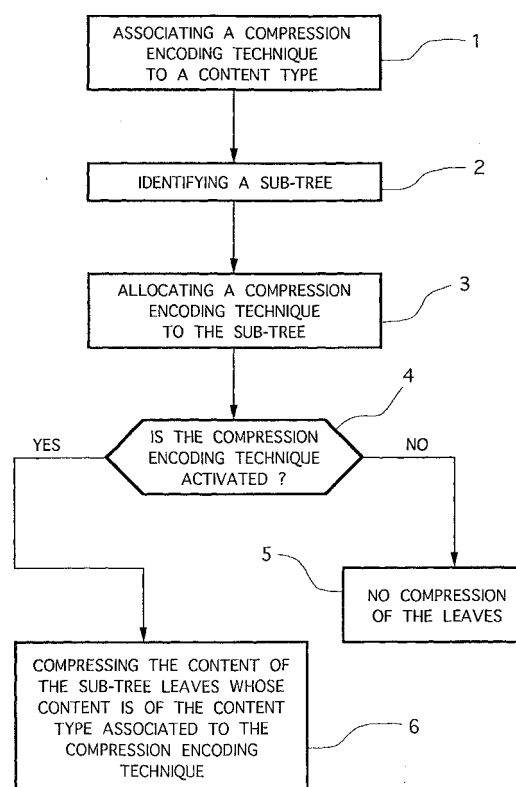 ASSOCIATING A COMPRESSION
ENCODING TECHNIQUE
TO A CONTENT TYPE
1
IDENTIFYING A SUB-TREE
2
ALLOCATING A COMPRESSION
ENCODING TECHNIQUE
TO THE SUB-TREE
3
4
YES
IS THE COMPRESSION
ENCODING TECHNIQUE
ACTIVATED ?
NO
5
NO COMPRESSION
OF THE LEAVES
COMPRESSING THE CONTENT OF
THE SUB-TREE LEAVES WHOSE
CONTENT IS OF THE CONTENT
TYPE ASSOCIATED TO THE
COMPRESSION ENCODING
TECHNIQUE
6